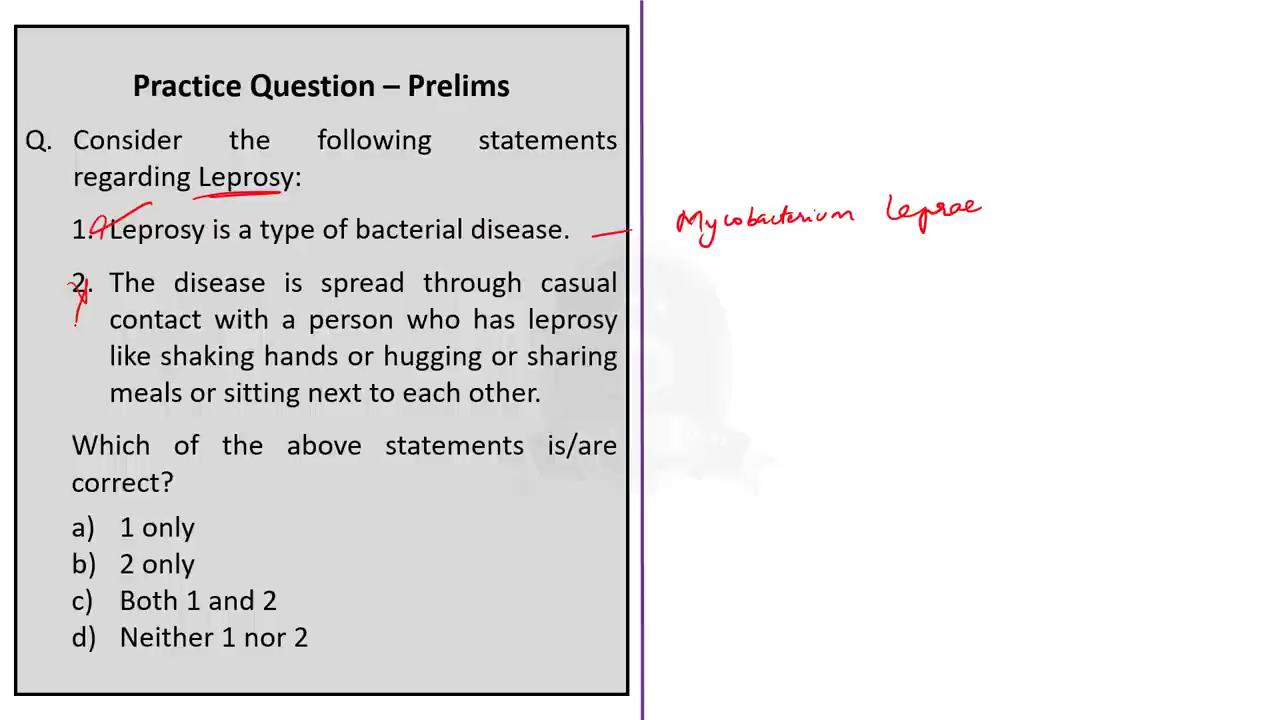 Practice Question – Prelims
Q. Consider the following statements
regarding Leprosy:
1. Leprosy is a type of bacterial disease.
Mycobacterium Leprae
2. The disease is spread through casual
contact with a person who has leprosy
like shaking hands or hugging or sharing
meals or sitting next to each other.
Which of the above statements is/are
correct?
a) 1 only
b) 2 only
c) Both 1 and 2
d) Neither 1 nor 2